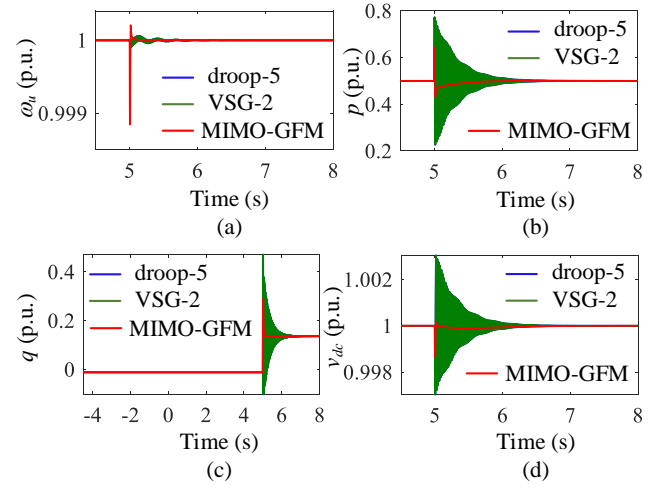 1
0.999
ωu (p.u.)
droop-5
VSG-2
MIMO-GFM
5 6 7 8
Time (s)
(a)
0.8
0.6
0.4
0.2
p (p.u.)
droop-5
VSG-2
MIMO-GFM
4 5 6 7 8
Time (s)
(b)
0.4
0.2
0
q (p.u.)
droop-5
VSG-2
MIMO-GFM
-4 -2 0 2 4 6 8
Time (s)
(c)
1.002
1
0.998
vdc (p.u.)
droop-5
VSG-2
MIMO-GFM
5 6 7 8
Time (s)
(d)